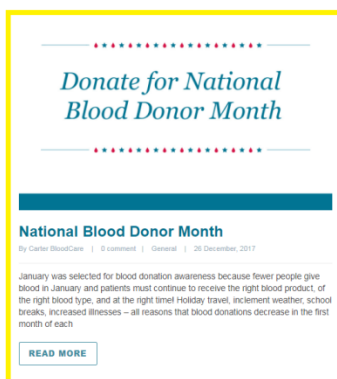 Donate for National
Blood Donor Month
National Blood Donor Month
By Carter BloodCare | 0 comment | General | 26 December, 2017
January was selected for blood donation awareness because fewer people give
blood in January and patients must continue to receive the right blood product, of
the right blood type, and at the right time! Holiday travel, inclement weather, school
breaks, increased illnesses – all reasons that blood donations decrease in the first
month of each
READ MORE